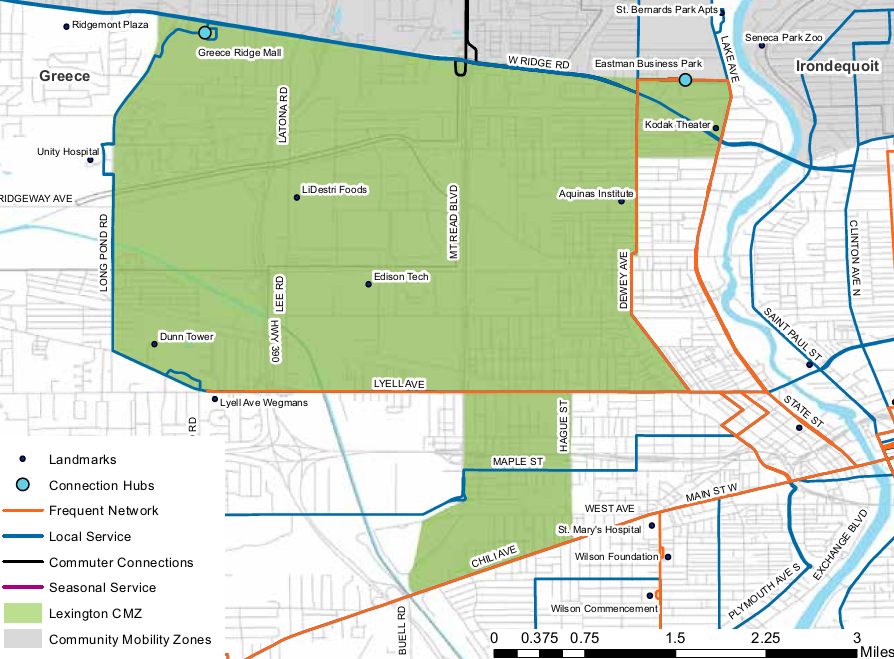 St. Bernards Park Apts
Ridgemont Plaza
Seneca Park Zoo
LAKE AVE
Greece Ridge Mall
W RIDGE RD
Eastman Business Park
Irondequoit
Greece
LATONA RD
Kodak Theater
Unity Hospital
LiDestri Foods
Aquinas Institute
RIDGEWAY AVE
MT.READ BLVD
LONG POND RD
CLINTON AVE N
DEWEY AVE
Edison Tech
LEE RD
HWY 390
SAINT PAUL ST
Dunn Tower
LYELL AVE
Lyell Ave Wegmans
RD
HAGUE ST
STATE ST
MAPLE ST
MAIN ST W
WEST AVE
St. Mary's Hospital
CHILI AVE
Wilson Foundation
EXCHANGE BLVD
PLYMOUTH AVE S
Wilson Commencement
BUELL RD
Landmarks
Connection Hubs
Frequent Network
Local Service
Commuter Connections
Seasonal Service
Lexington CMZ
Community Mobility Zones
0 0.375 0.75 1.5 2.25 3
Miles